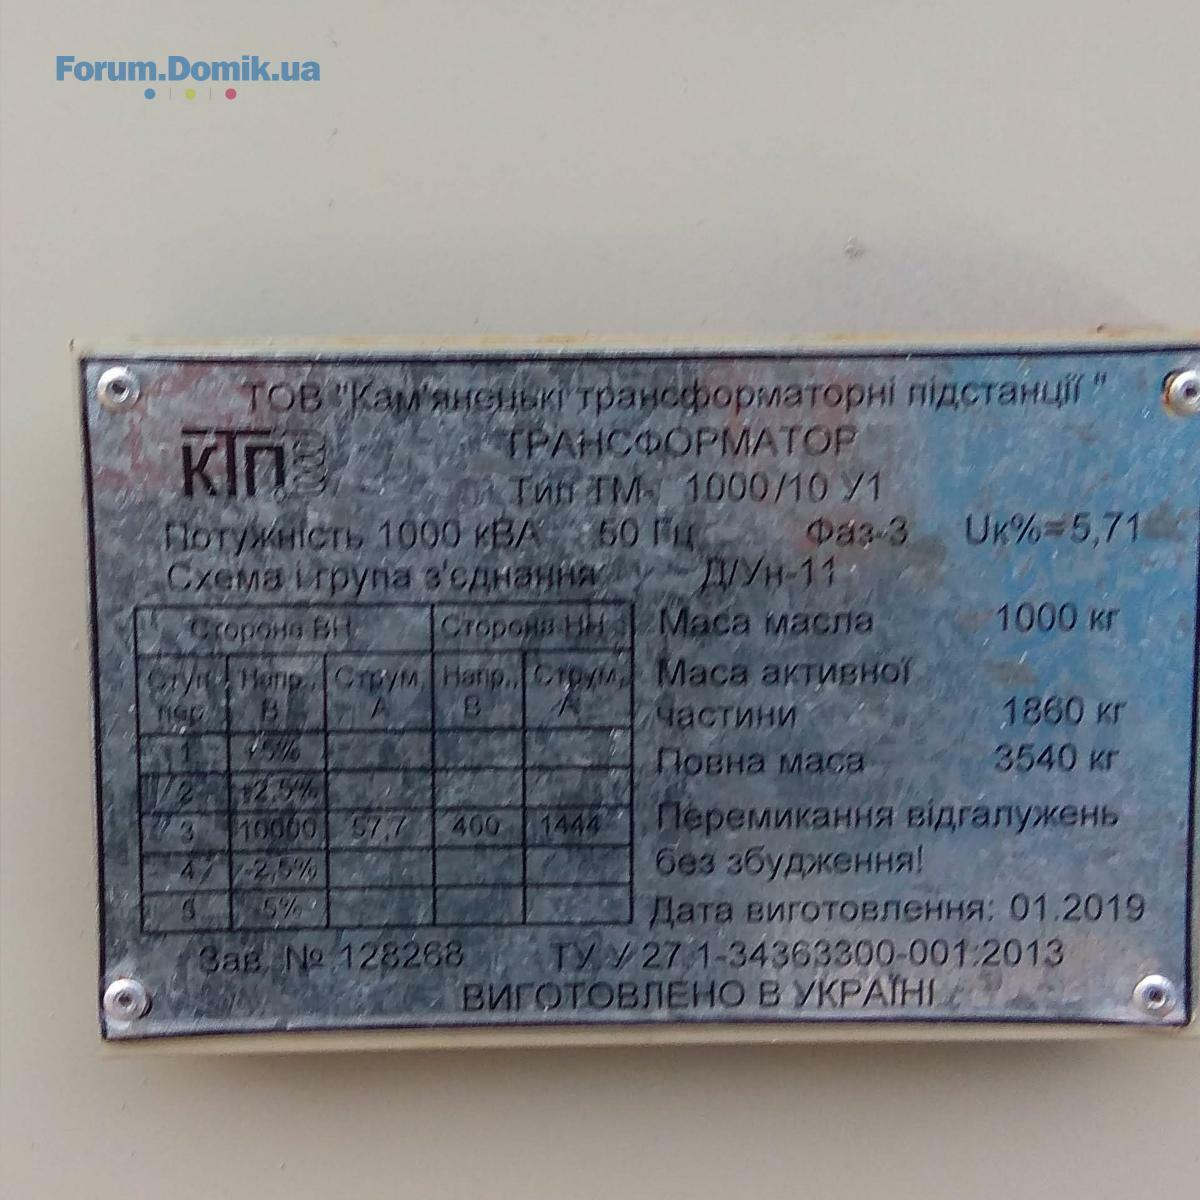 Forum.Domik.ua
ТОВ "Кам'янецькі трансформаторні підстанції "
КТП
ТРАНСФОРМАТОР
Тип ТМ- 1000/10 У1
Потужність 1000 кВА 50 Гц Фаз-3 Uк%=5,71
Схема і група з'єднання Д/Ун-11
Сторона ВН Сторона НН
Ступ. пер. Напр., В Струм, А Напр., В Струм, А
1 +5%
2 +2,5%
3 10000 57,7 400 1444
4 -2,5%
5 -5%
Маса масла 1000 кг
Маса активної
частини 1860 кг
Повна маса 3540 кг
Перемикання відгалужень
без збудження!
Дата виготовлення: 01.2019
Зав. № 128268 ТУ У 27.1-34363300-001:2013
ВИГОТОВЛЕНО В УКРАЇНІ